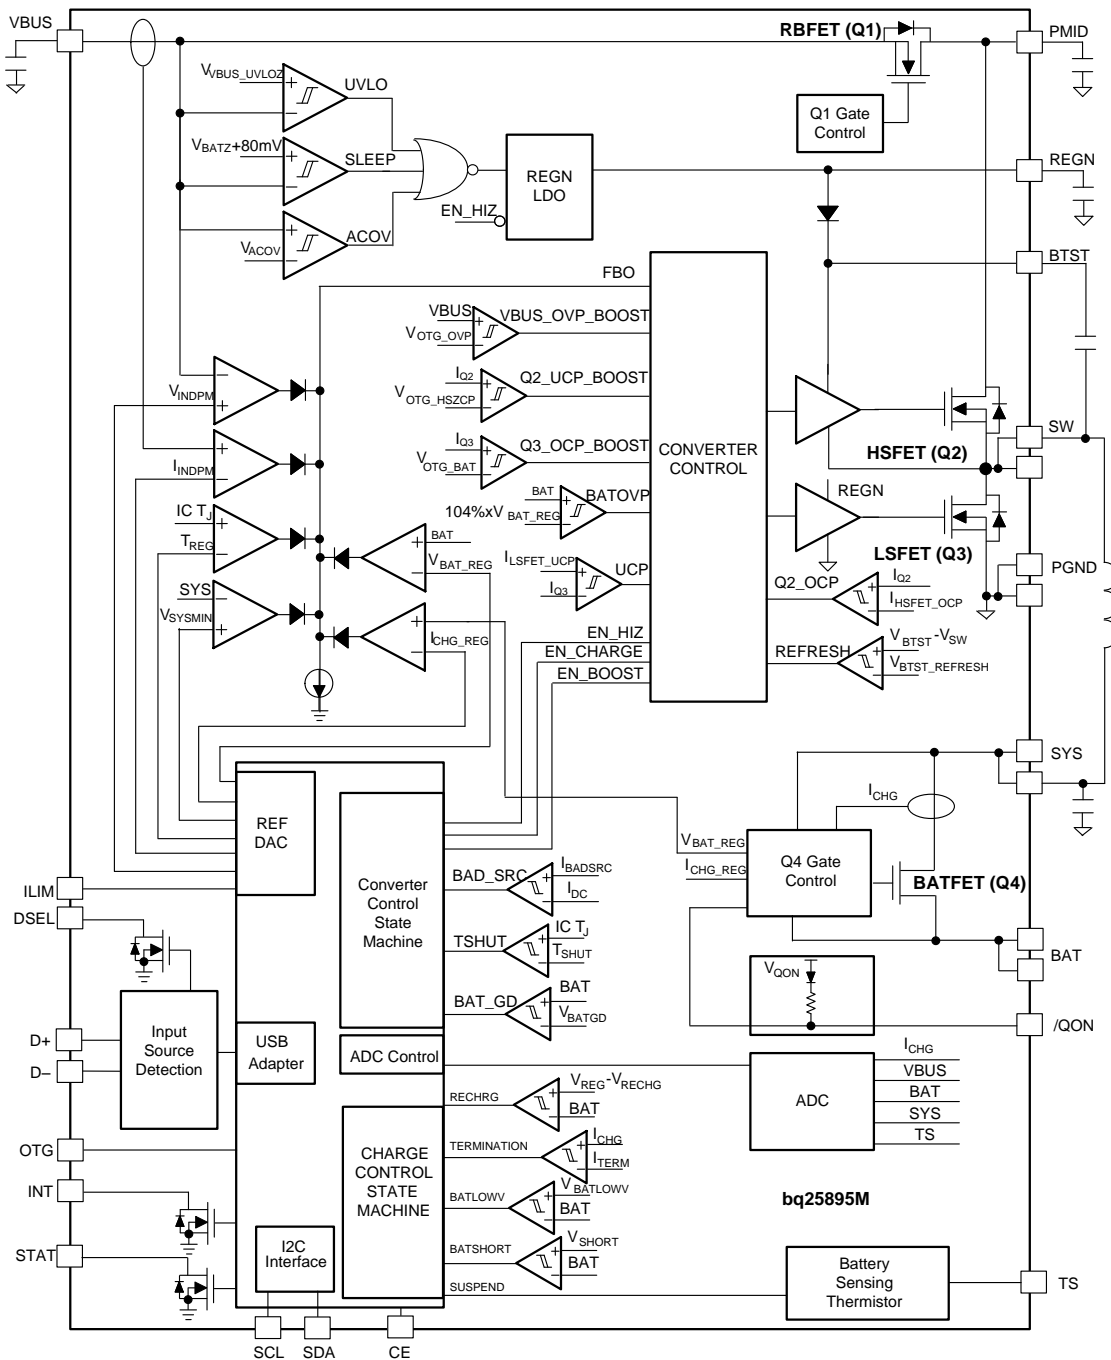 VBUS
RBFET (Q1)
PMID
VVBUS_UVLOZ
UVLO
Q1 Gate
Control
VBATZ+80mV
SLEEP
REGN
LDO
REGN
EN_HIZ
VACOV
ACOV
BTST
FBO
VBUS
VOTG_OVP
VBUS_OVP_BOOST
IQ2
VOTG_HSZCP
Q2_UCP_BOOST
VINDPM
IQ3
VOTG_BAT
Q3_OCP_BOOST
CONVERTER
CONTROL
SW
HSFET (Q2)
IINDPM
BAT
104%xVBAT_REG
BATOVP
REGN
IC TJ
TREG
BAT
VBAT_REG
LSFET (Q3)
PGND
ILSFET_UCP
IQ3
UCP
Q2_OCP
IQ2
IHSFET_OCP
SYS
VSYSMIN
ICHG_REG
EN_HIZ
EN_CHARGE
EN_BOOST
REFRESH
VBTST-VSW
VBTST_REFRESH
SYS
ICHG
REF
DAC
VBAT_REG
ICHG_REG
Q4 Gate
Control
BATFET (Q4)
ILIM
DSEL
Converter
Control
State
Machine
BAD_SRC
IBADSRC
IDC
TSHUT
IC TJ
TSHUT
BAT
VQON
BAT_GD
BAT
VBATGD
/QON
D+
D–
Input
Source
Detection
USB
Adapter
ADC Control
ADC
ICHG
VBUS
BAT
SYS
TS
RECHRG
VREG-VRECHG
BAT
OTG
INT
STAT
CHARGE
CONTROL
STATE
MACHINE
TERMINATION
ICHG
ITERM
BATLOWV
VBATLOWV
BAT
bq25895M
I2C
Interface
BATSHORT
VSHORT
BAT
SUSPEND
Battery
Sensing
Thermistor
TS
SCL
SDA
CE